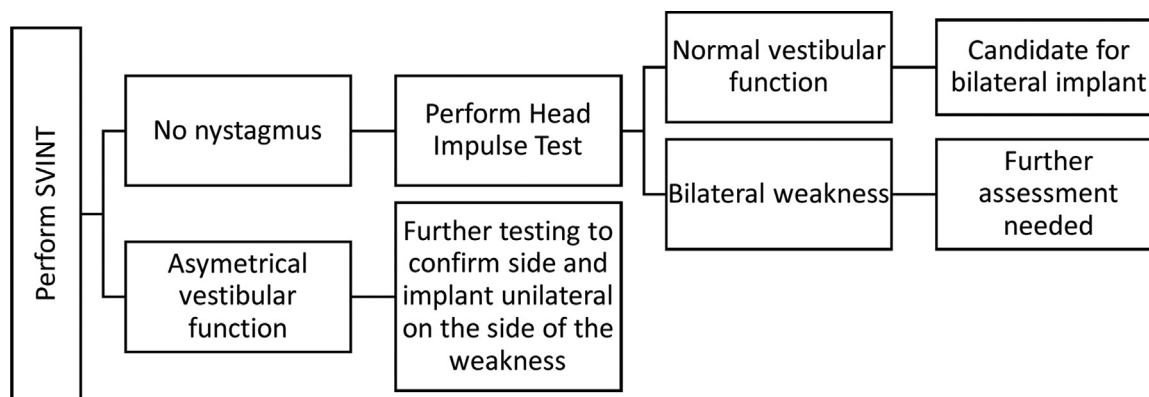 Perform SVINT
No nystagmus
Asymetrical
vestibular
function
Perform Head
Impulse Test
Further testing to
confirm side and
implant unilateral
on the side of the
weakness
Normal vestibular
function
Bilateral weakness
Candidate for
bilateral implant
Further
assessment
needed